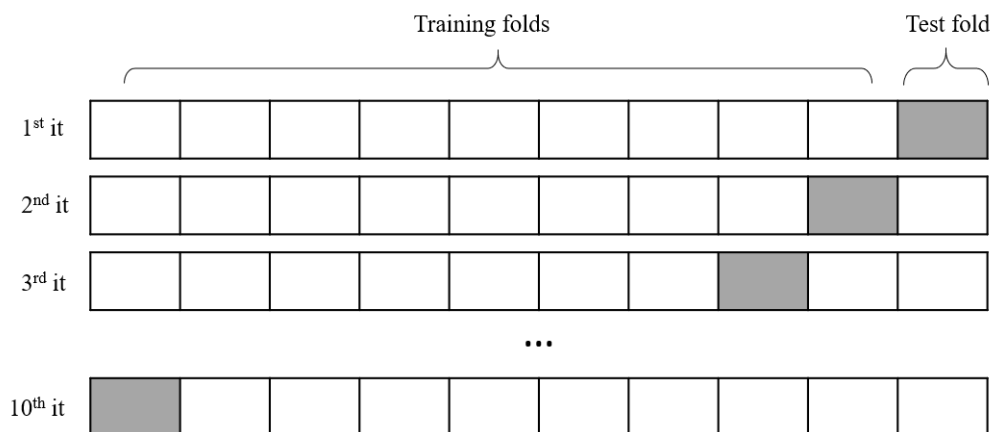 Training folds
Test fold
1st it
2nd it
3rd it
...
10th it